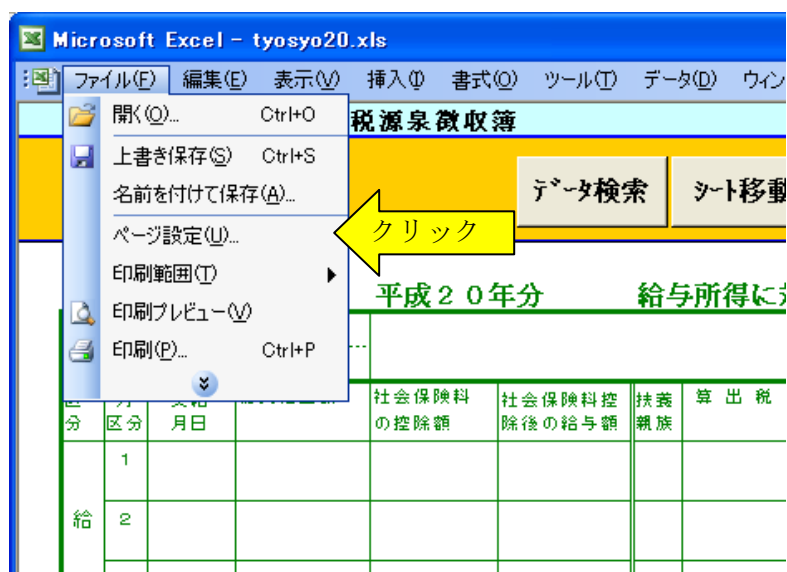 Microsoft Excel - tyosyo20.xls
ファイル(F) 編集(E) 表示(V) 挿入(I) 書式(O) ツール(T) データ(D) ウィン
開く(O)... Ctrl+O
税源泉徴収簿
上書き保存(S) Ctrl+S
名前を付けて保存(A)...
データ検索 シート移動
ページ設定(U)...
クリック
印刷範囲(T)
平成20年分 給与所得に
印刷プレビュー(V)
印刷(P)... Ctrl+P
社会保険料 社会保険料控 扶養 算出税
分 区分 月日 の控除額 除後の給与額 親族
1
給 2